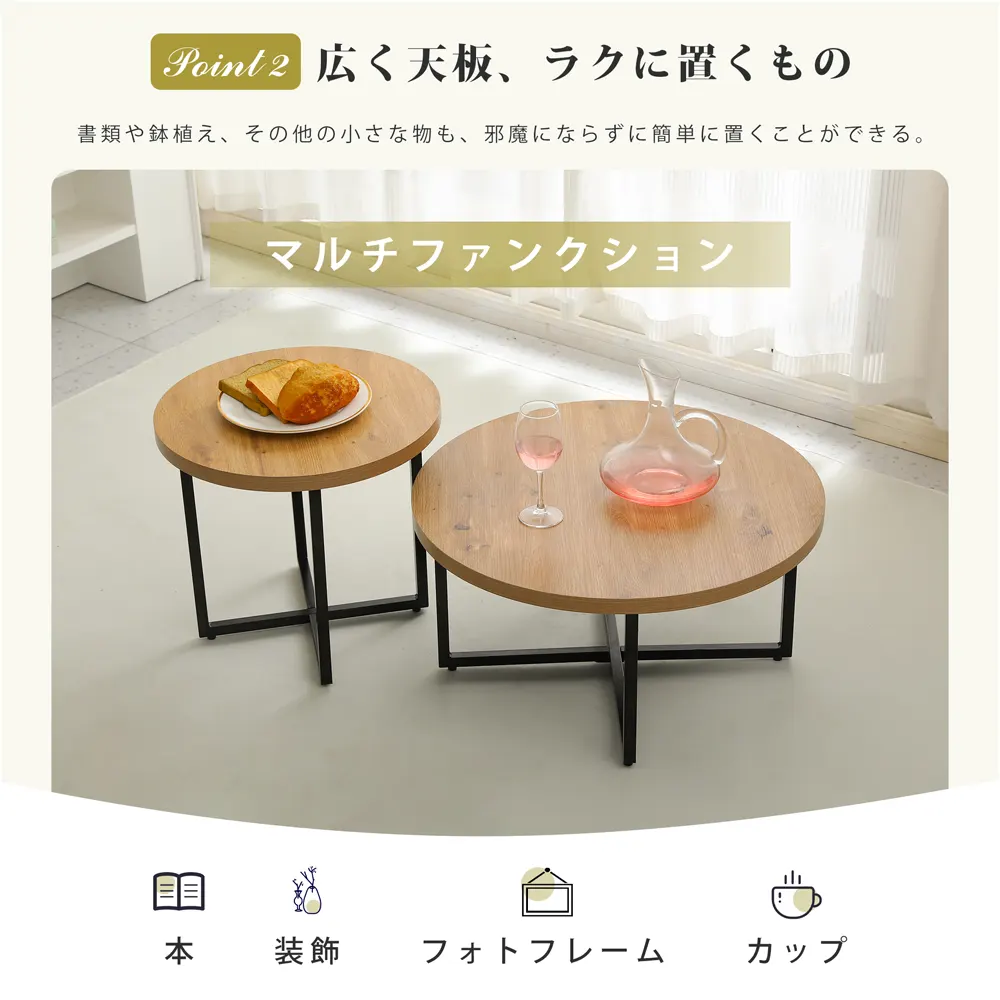 Point 2 広く天板、ラクに置くもの
書類や鉢植え、その他の小さな物も、邪魔にならずに簡単に置くことができる。
マルチファンクション
本 装飾 フォトフレーム カップ